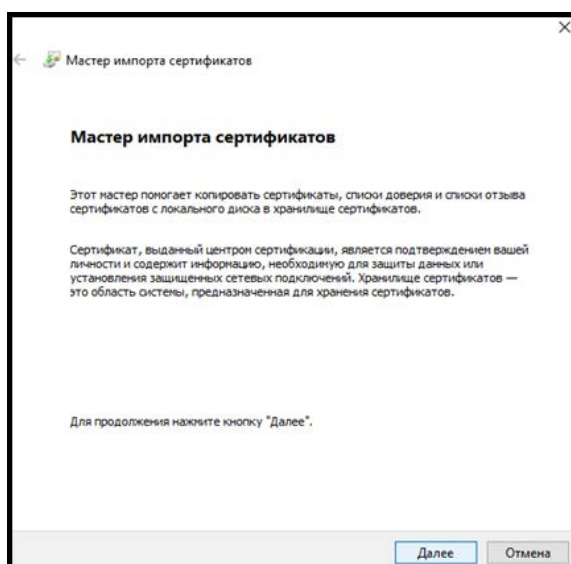 Мастер импорта сертификатов
Мастер импорта сертификатов
Этот мастер помогает копировать сертификаты, списки доверия и списки отзыва
сертификатов с локального диска в хранилище сертификатов.
Сертификат, выданный центром сертификации, является подтверждением вашей
личности и содержит информацию, необходимую для защиты данных или
установления защищенных сетевых подключений. Хранилище сертификатов —
это область системы, предназначенная для хранения сертификатов.
Для продолжения нажмите кнопку "Далее".
Далее Отмена